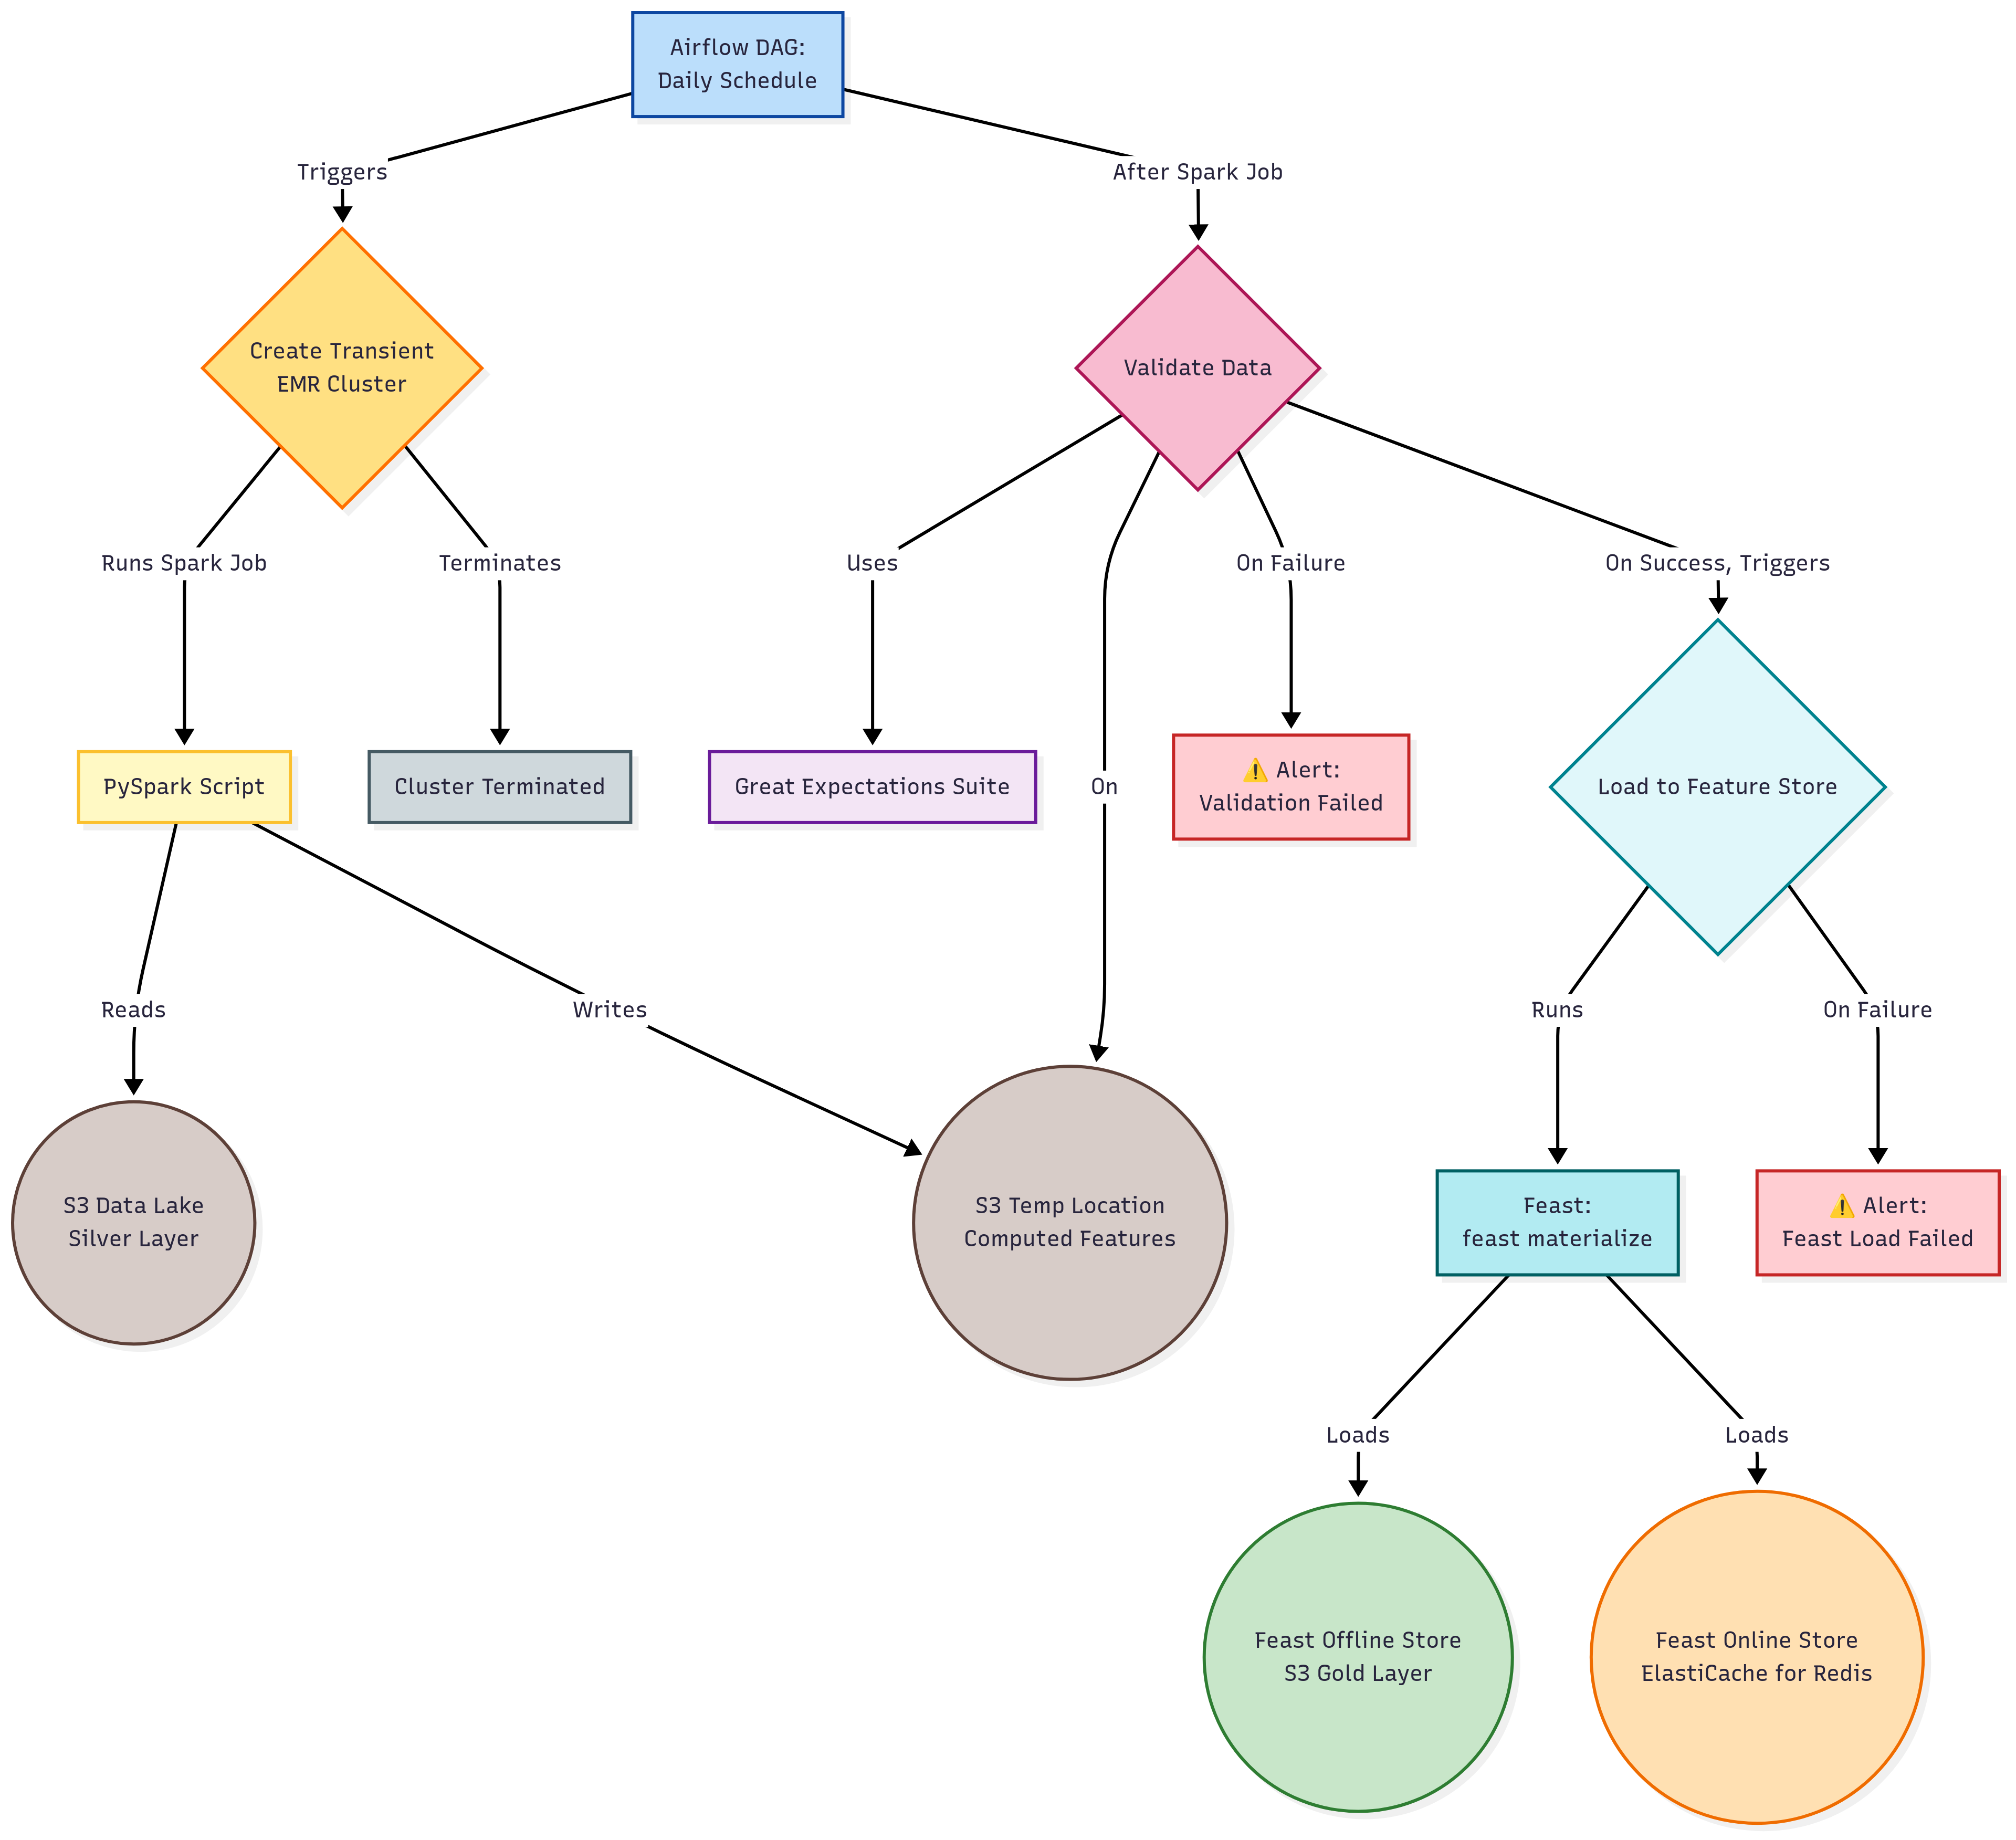 Airflow DAG:
Daily Schedule
Triggers
After Spark Job
Create Transient
EMR Cluster
Validate Data
Runs Spark Job
Terminates
Uses
On Failure
On Success, Triggers
PySpark Script
Cluster Terminated
Great Expectations Suite
On
⚠️ Alert:
Validation Failed
Load to Feature Store
Reads
Writes
Runs
On Failure
S3 Data Lake
Silver Layer
S3 Temp Location
Computed Features
Feast:
feast materialize
⚠️ Alert:
Feast Load Failed
Loads
Loads
Feast Offline Store
S3 Gold Layer
Feast Online Store
ElastiCache for Redis